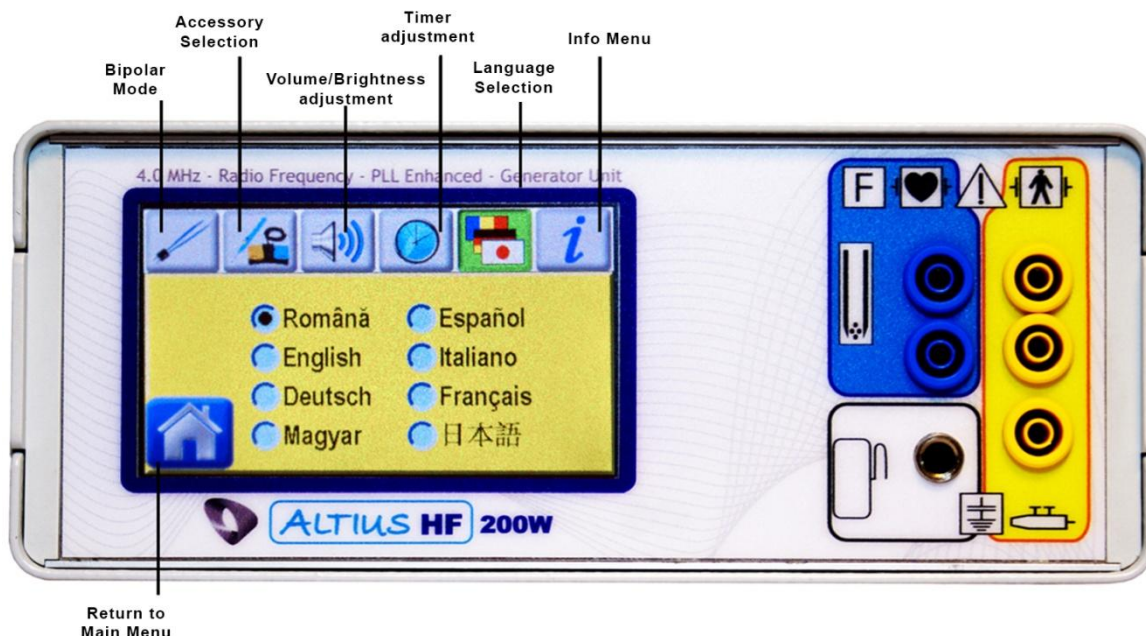 Accessory
Selection
Timer
adjustment
Info Menu
Bipolar
Mode
Volume/Brightness
adjustment
Language
Selection
4.0 MHz - Radio Frequency - PLL Enhanced - Generator Unit
i
Română
Español
English
Italiano
Deutsch
Français
Magyar
日本語
F
ALTIUS HF 200W
Return to
Main Menu